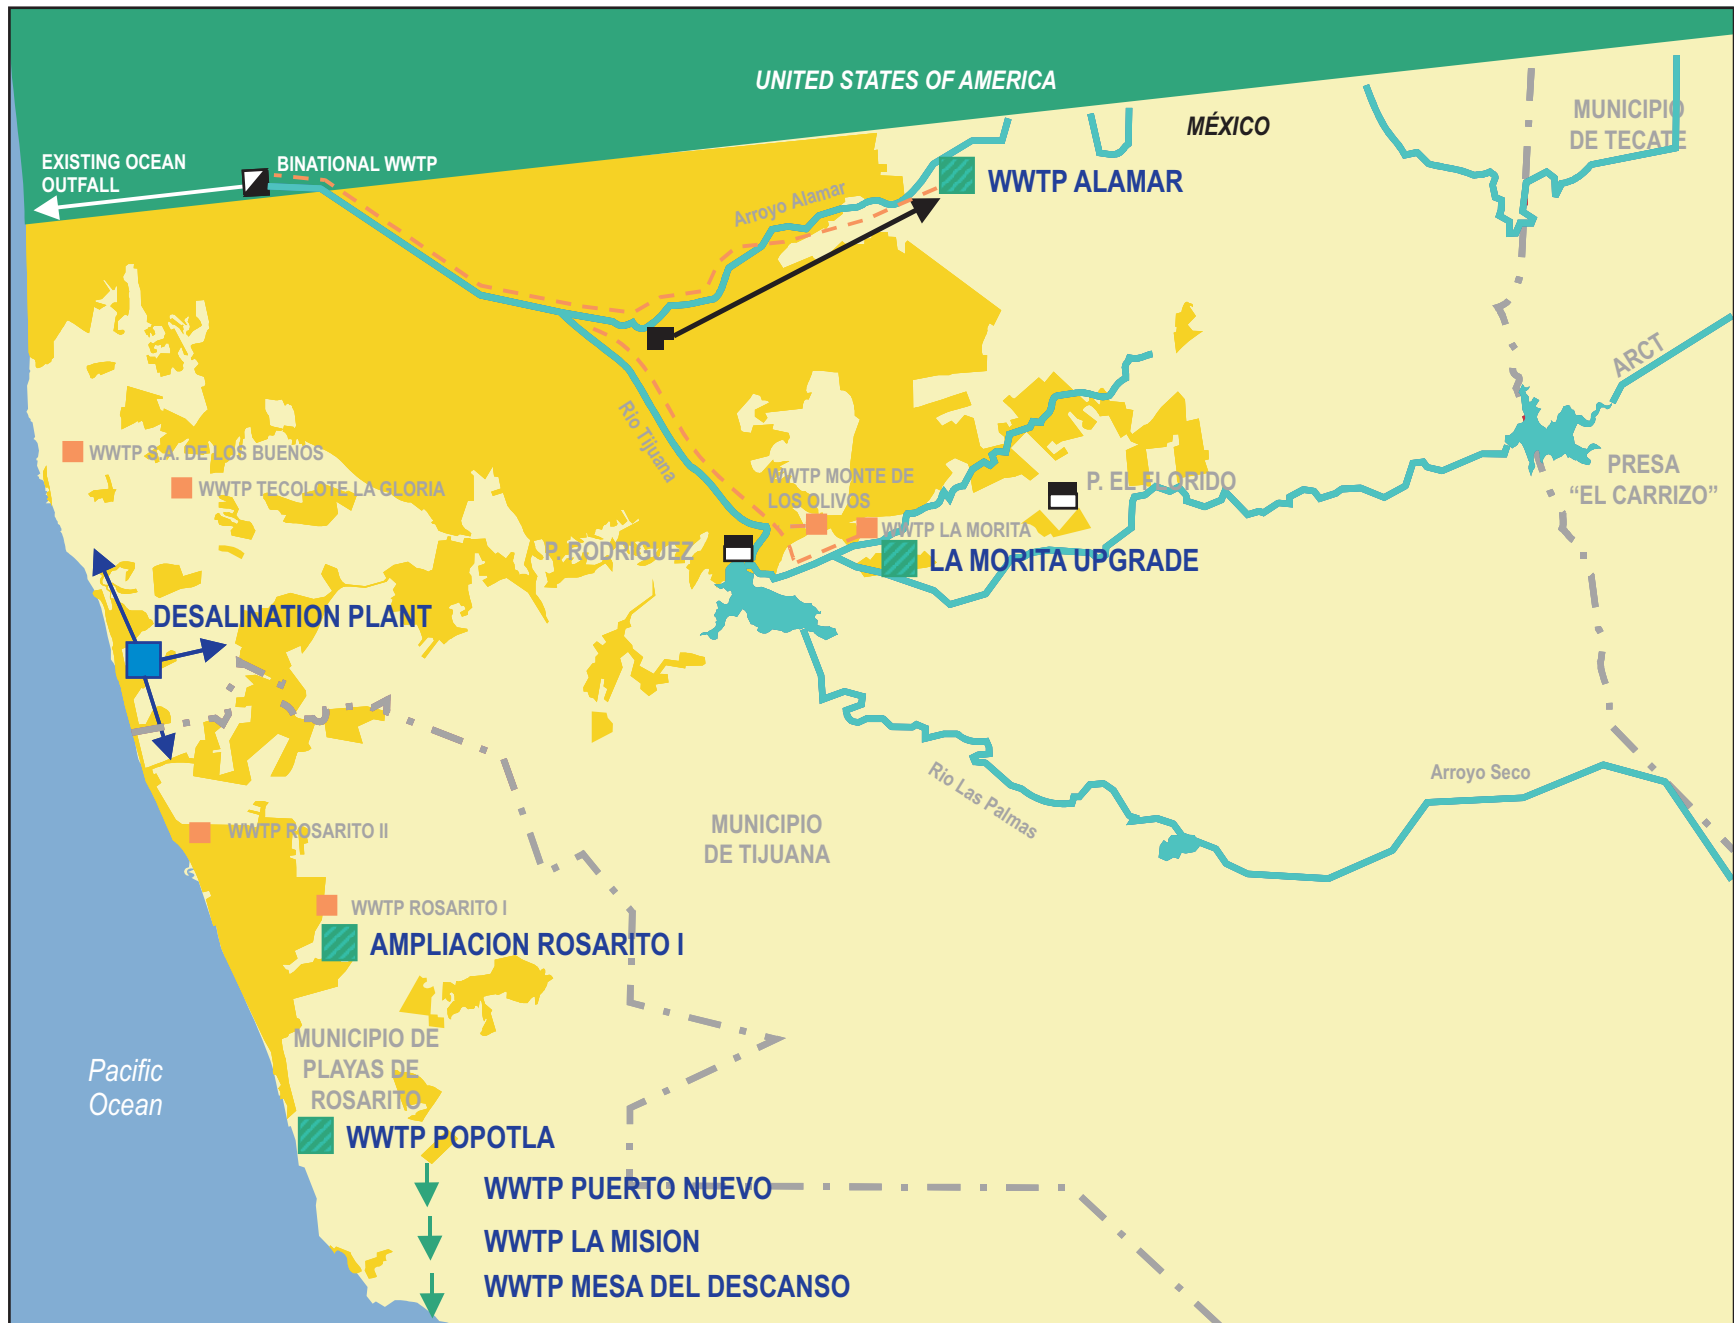 UNITED STATES OF AMERICA
MUNICIPIO
DE TECATE
MÉXICO
EXISTING OCEAN
OUTFALL
BINATIONAL WWTP
WWTP ALAMAR
Arroyo Alamar
ARCT
Rio Tijuana
WWTP S.A. DE LOS BUENOS
WWTP TECOLOTE LA GLORIA
WWTP MONTE DE
LOS OLIVOS
P. EL FLORIDO
PRESA
“EL CARRIZO”
WWTP LA MORITA
P. RODRIGUEZ
LA MORITA UPGRADE
DESALINATION PLANT
Rio Las Palmas
Arroyo Seco
MUNICIPIO
DE TIJUANA
WWTP ROSARITO II
WWTP ROSARITO I
AMPLIACION ROSARITO I
MUNICIPIO DE
PLAYAS DE
ROSARITO
Pacific
Ocean
WWTP POPOTLA
WWTP PUERTO NUEVO
WWTP LA MISION
WWTP MESA DEL DESCANSO